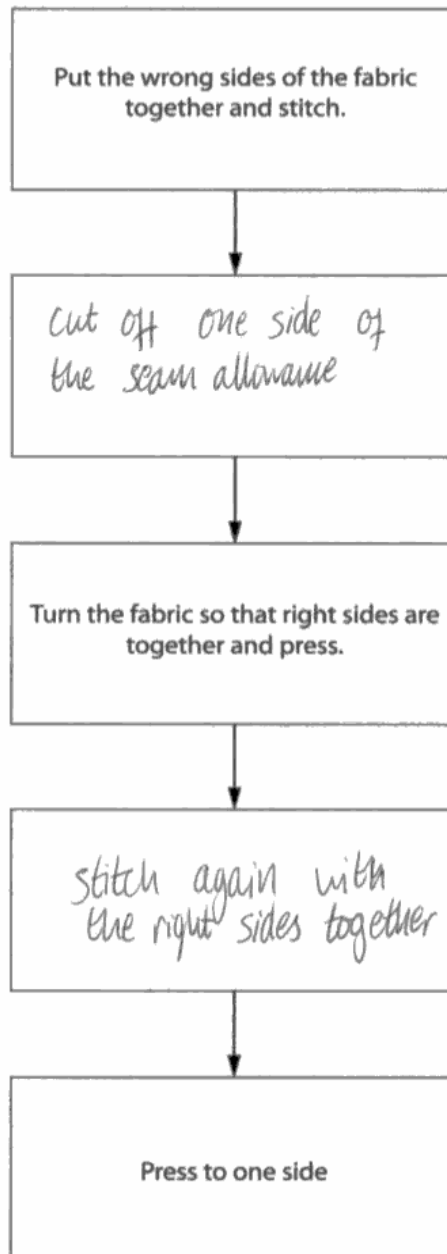 Put the wrong sides of the fabric
together and stitch.
cut off one side of
the seam allowance
Turn the fabric so that right sides are
together and press.
stitch again with
the right sides together
Press to one side